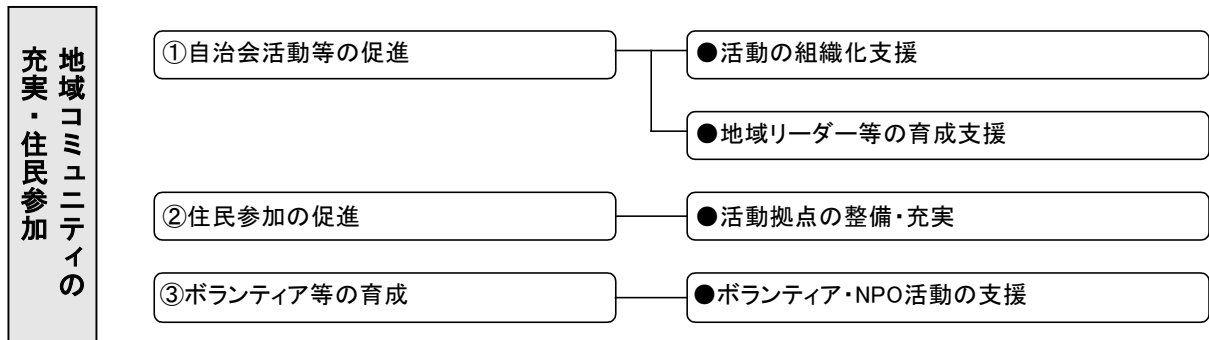 地域コミュニティの
充実・住民参加
①自治会活動等の促進
●活動の組織化支援
●地域リーダー等の育成支援
②住民参加の促進
●活動拠点の整備・充実
③ボランティア等の育成
●ボランティア・NPO活動の支援